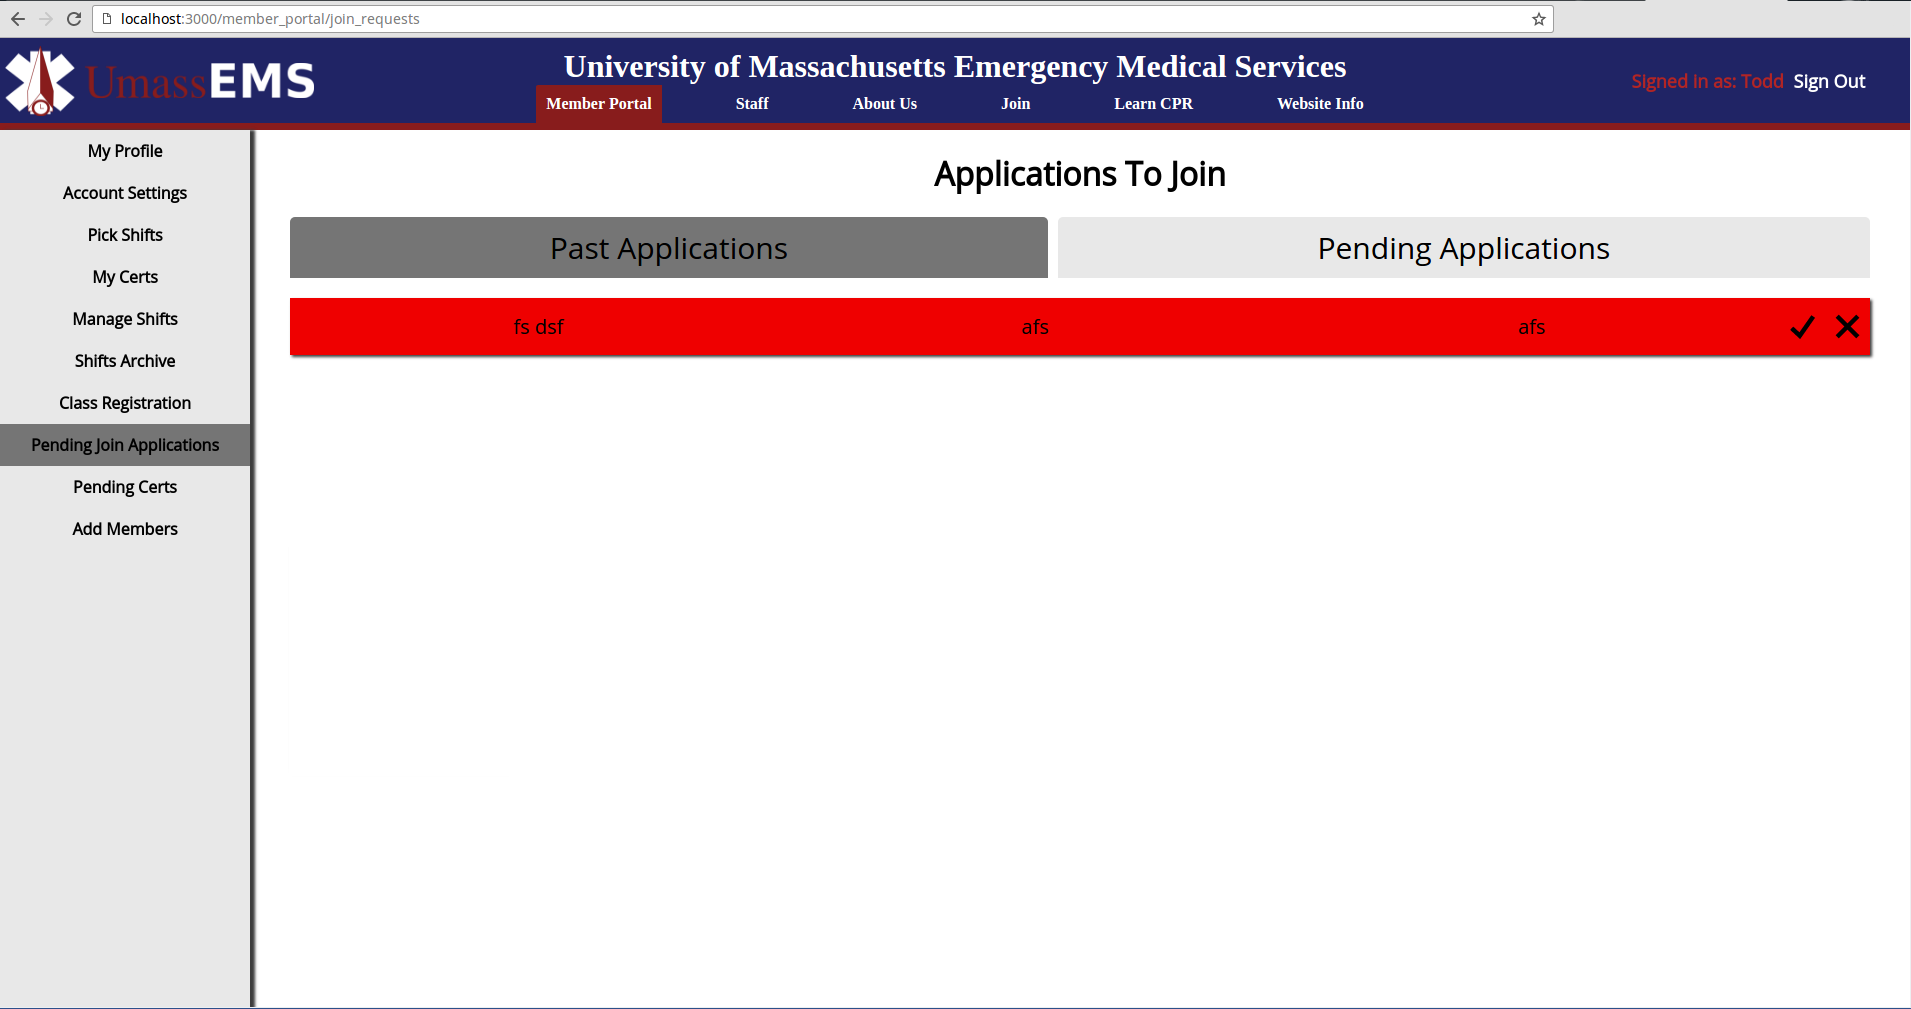 localhost:3000/member_portal/join_requests
UmassEMS
University of Massachusetts Emergency Medical Services
Member Portal Staff About Us Join Learn CPR Website Info
Signed in as: Todd Sign Out
My Profile
Account Settings
Pick Shifts
My Certs
Manage Shifts
Shifts Archive
Class Registration
Pending Join Applications
Pending Certs
Add Members
Applications To Join
Past Applications Pending Applications
fs dsf afs afs